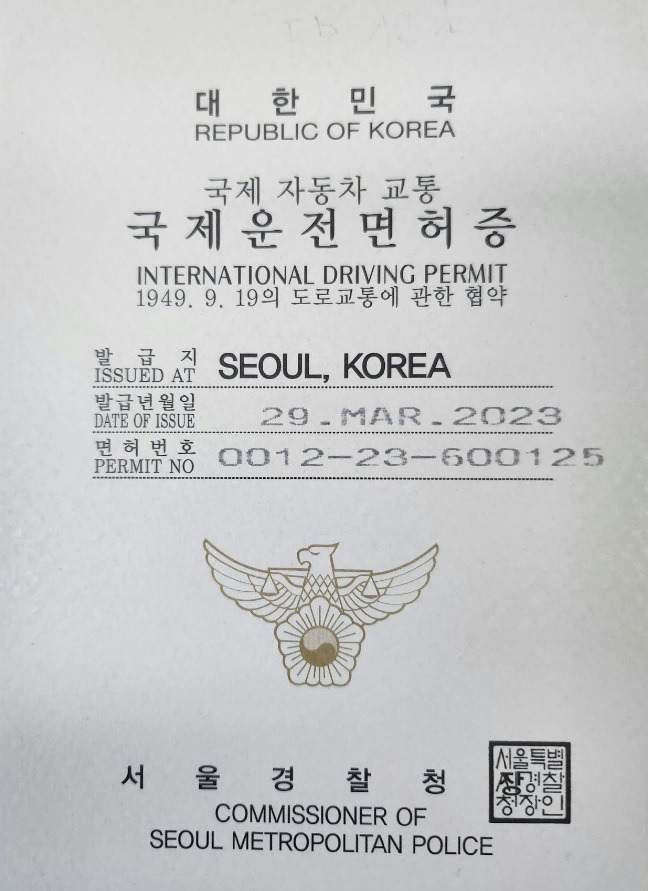 대 한 민 국
REPUBLIC OF KOREA
국제 자동차 교통
국제운전면허증
INTERNATIONAL DRIVING PERMIT
1949. 9. 19의 도로교통에 관한 협약
발 급 지
ISSUED AT SEOUL, KOREA
발급년월일
DATE OF ISSUE 29.MAR.2023
면 허 번 호
PERMIT NO 0012-23-600125
서 울 경 찰 청
COMMISSIONER OF
SEOUL METROPOLITAN POLICE
서울특별
경찰
청장인